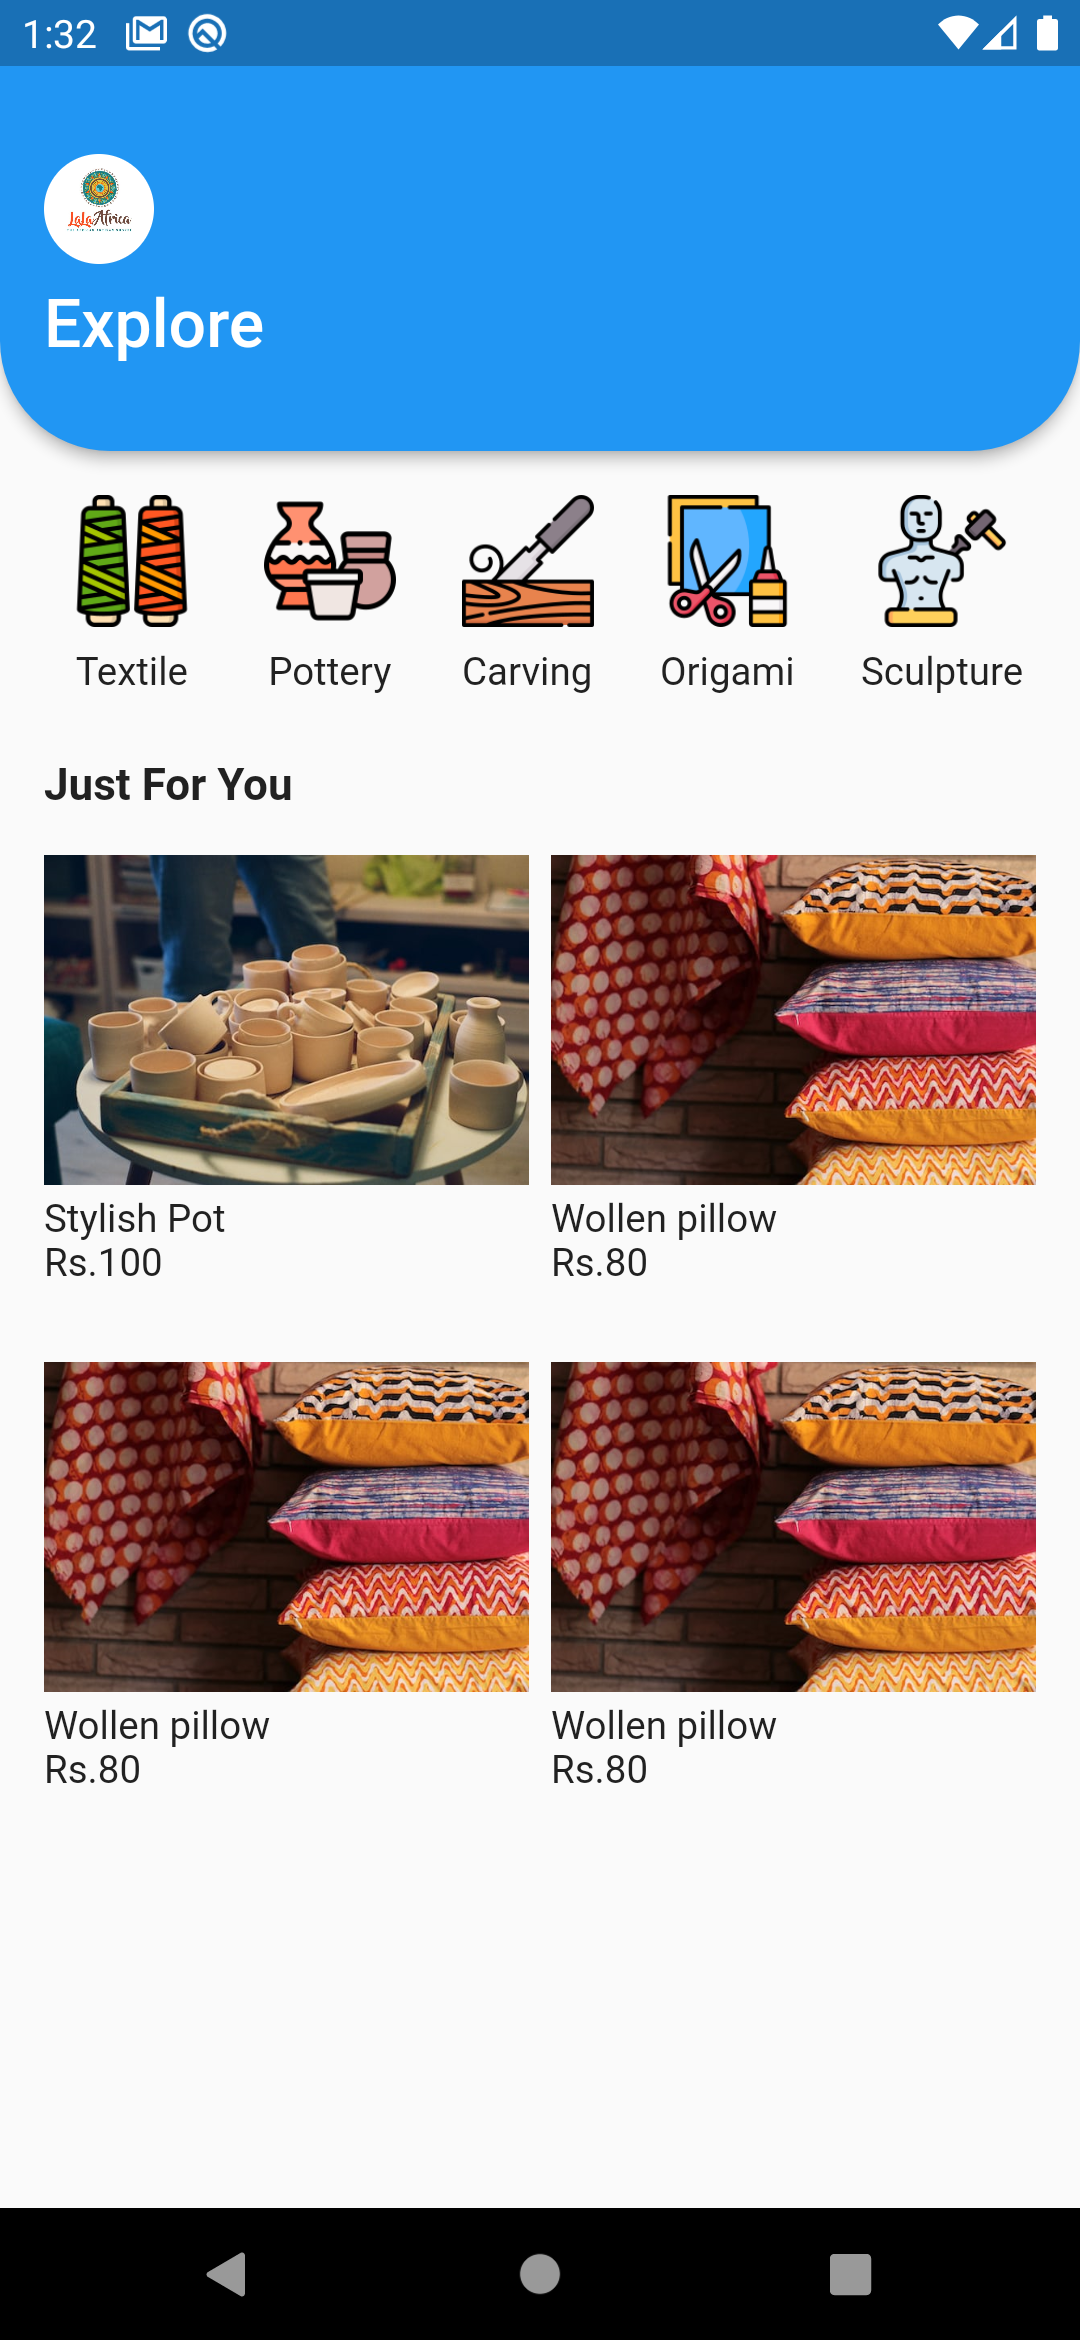 1:32
LaLaAfrica
Explore
Textile Pottery Carving Origami Sculpture
Just For You
Stylish Pot Wollen pillow
Rs.100 Rs.80
Wollen pillow Wollen pillow
Rs.80 Rs.80